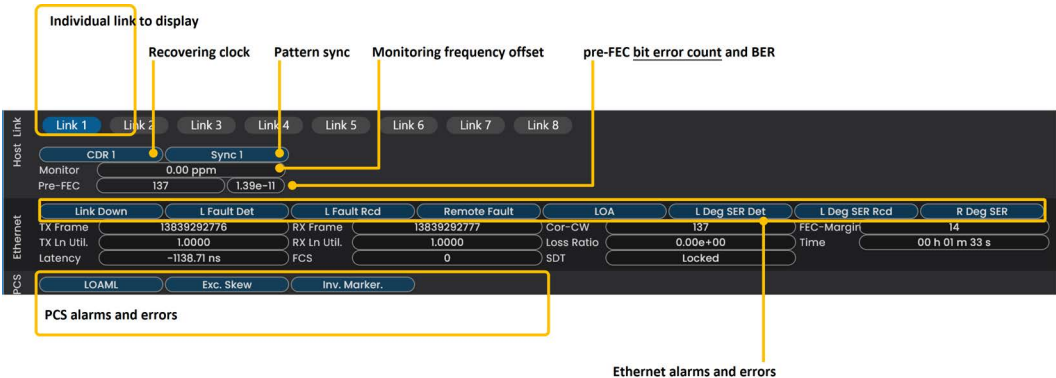 Individual link to display
Recovering clock Pattern sync Monitoring frequency offset pre-FEC bit error count and BER
Host Link
Link 1 Link 2 Link 3 Link 4 Link 5 Link 6 Link 7 Link 8
CDR 1 Sync 1
Monitor 0.00 ppm
Pre-FEC 137 1.39e-11
Ethernet
Link Down L Fault Det L Fault Rcd Remote Fault LOA L Deg SER Det L Deg SER Rcd R Deg SER
TX Frame 13839292776 RX Frame 13839292777 Cor-CW 137 FEC-Margin 14
TX Ln Util. 1.0000 RX Ln Util. 1.0000 Loss Ratio 0.00e+00 Time 00 h 01 m 33 s
Latency -1138.71 ns FCS 0 SDT Locked
PCS
LOAML Exc. Skew Inv. Marker.
PCS alarms and errors
Ethernet alarms and errors